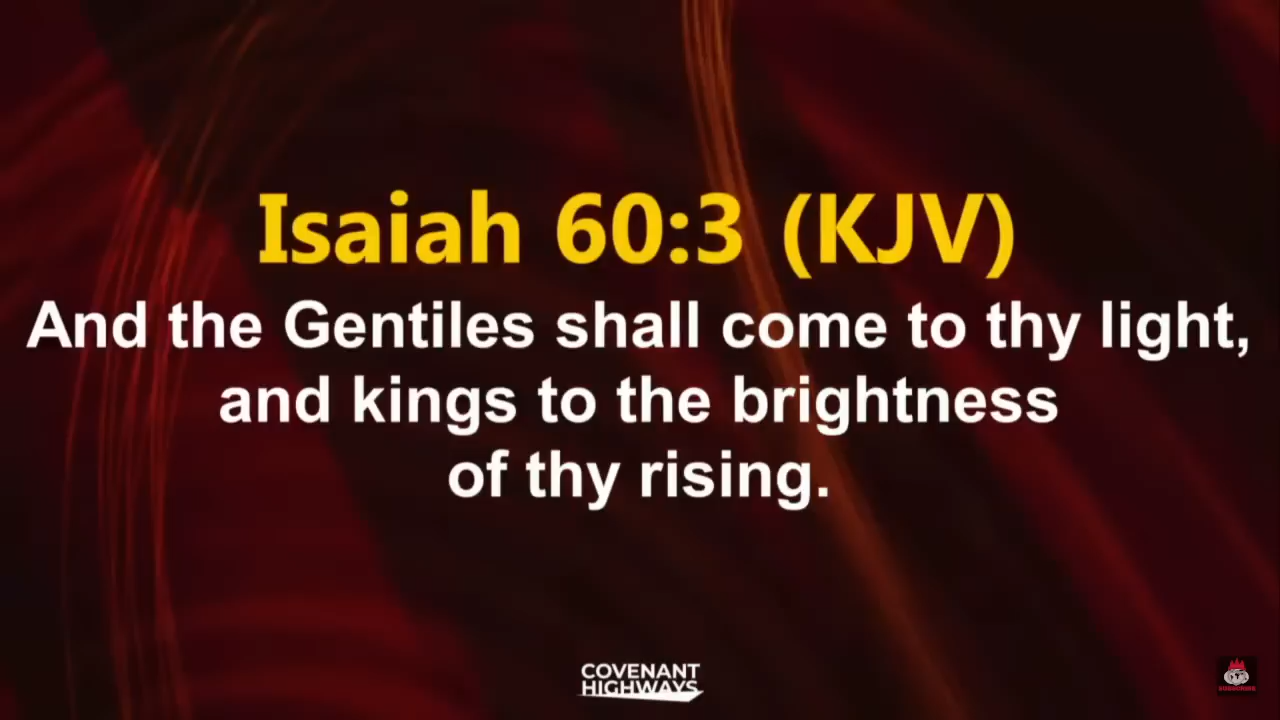 Isaiah 60:3 (KJV)
And the Gentiles shall come to thy light,
and kings to the brightness
of thy rising.
COVENANT
HIGHWAYS
SUBSCRIBE